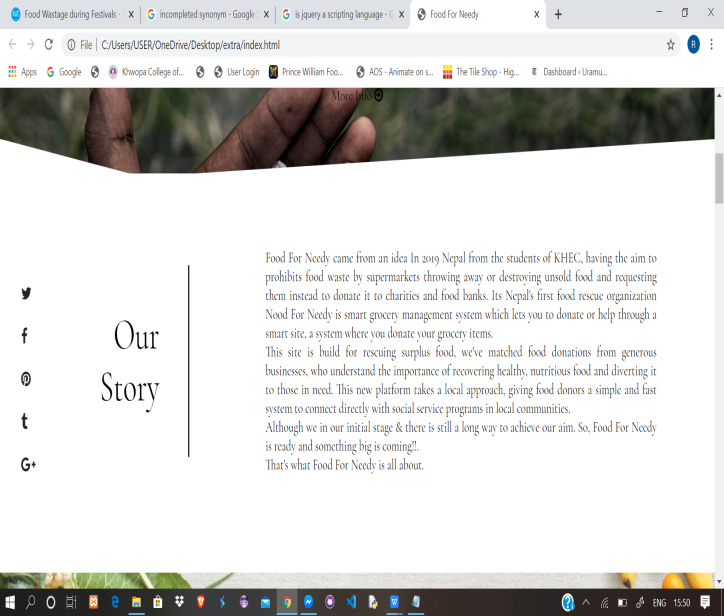 Food Wastage during Festivals -
incompleted synonym - Google
is jquery a scripting language - G
Food For Needy
File
C:/Users/USER/OneDrive/Desktop/extra/index.html
R
Apps
Google
Khwopa College of...
User Login
Prince William Foo...
AOS - Animate on s...
The Tile Shop - Hig...
Dashboard ‹ Uramu...
More Info
Our
Story
Food For Needy came from an idea In 2019 Nepal from the students of KHEC, having the aim to
prohibits food waste by supermarkets throwing away or destroying unsold food and requesting
them instead to donate it to charities and food banks. Its Nepal's first food rescue organization
Nood For Needy is smart grocery management system which lets you to donate or help through a
smart site, a system where you donate your grocery items.
This site is build for rescuing surplus food, we've matched food donations from generous
businesses, who understand the importance of recovering healthy, nutritious food and diverting it
to those in need. This new platform takes a local approach, giving food donors a simple and fast
system to connect directly with social service programs in local communities.
Although we in our initial stage & there is still a long way to achieve our aim. So, Food For Needy
is ready and something big is coming!!.
That's what Food For Needy is all about.
ENG
15:50